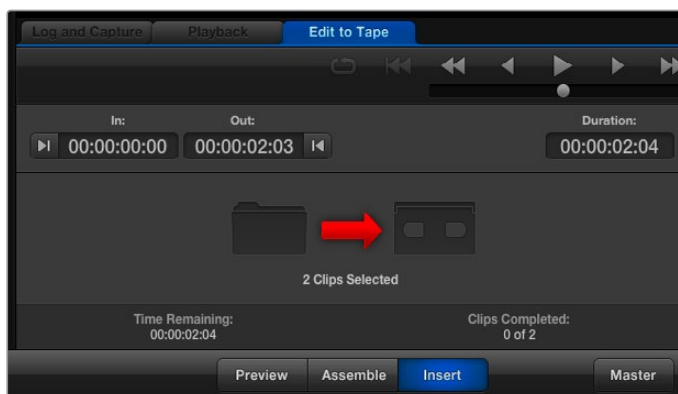 Log and Capture Playback Edit to Tape
In: Out: Duration:
00:00:00:00 00:00:02:03 00:00:02:04
2 Clips Selected
Time Remaining: Clips Completed:
00:00:02:04 0 of 2
Preview Assemble Insert Master